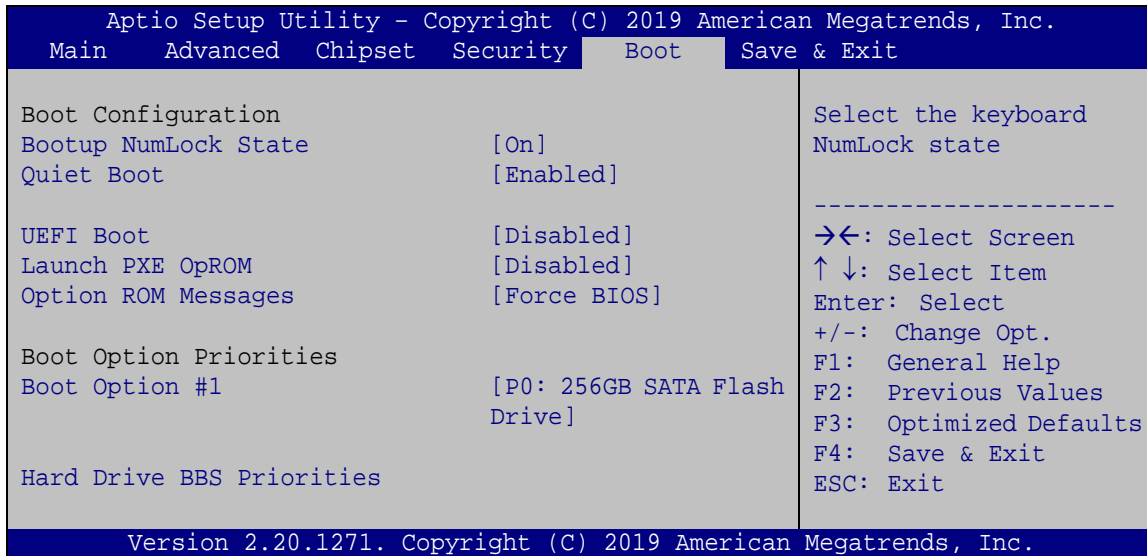 Aptio Setup Utility – Copyright (C) 2019 American Megatrends, Inc.
Main Advanced Chipset Security Boot Save & Exit
Boot Configuration
Bootup NumLock State [On]
Quiet Boot [Enabled]
UEFI Boot [Disabled]
Launch PXE OpROM [Disabled]
Option ROM Messages [Force BIOS]
Boot Option Priorities
Boot Option #1 [P0: 256GB SATA Flash
Drive]
Hard Drive BBS Priorities
Select the keyboard
NumLock state
---------------------
→←: Select Screen
↑ ↓: Select Item
Enter: Select
+/-: Change Opt.
F1: General Help
F2: Previous Values
F3: Optimized Defaults
F4: Save & Exit
ESC: Exit
Version 2.20.1271. Copyright (C) 2019 American Megatrends, Inc.